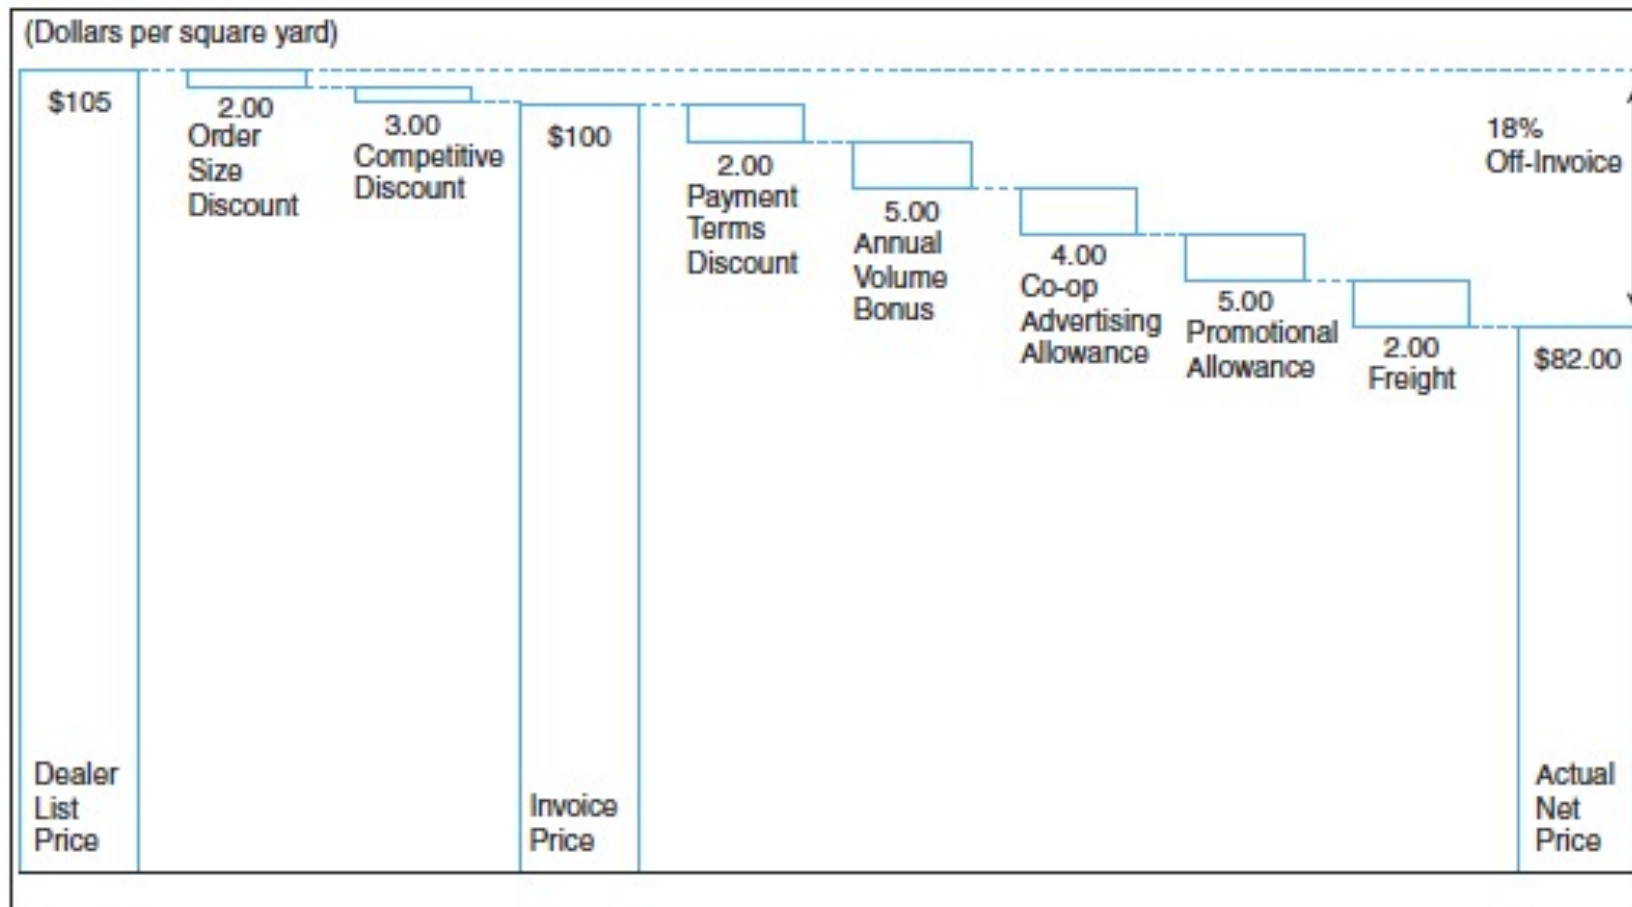 (Dollars per square yard)
$105
2.00
Order
Size
Discount
3.00
Competitive
Discount
$100
2.00
Payment
Terms
Discount
5.00
Annual
Volume
Bonus
4.00
Co-op
Advertising
Allowance
5.00
Promotional
Allowance
2.00
Freight
18%
Off-Invoice
$82.00
Dealer
List
Price
Invoice
Price
Actual
Net
Price